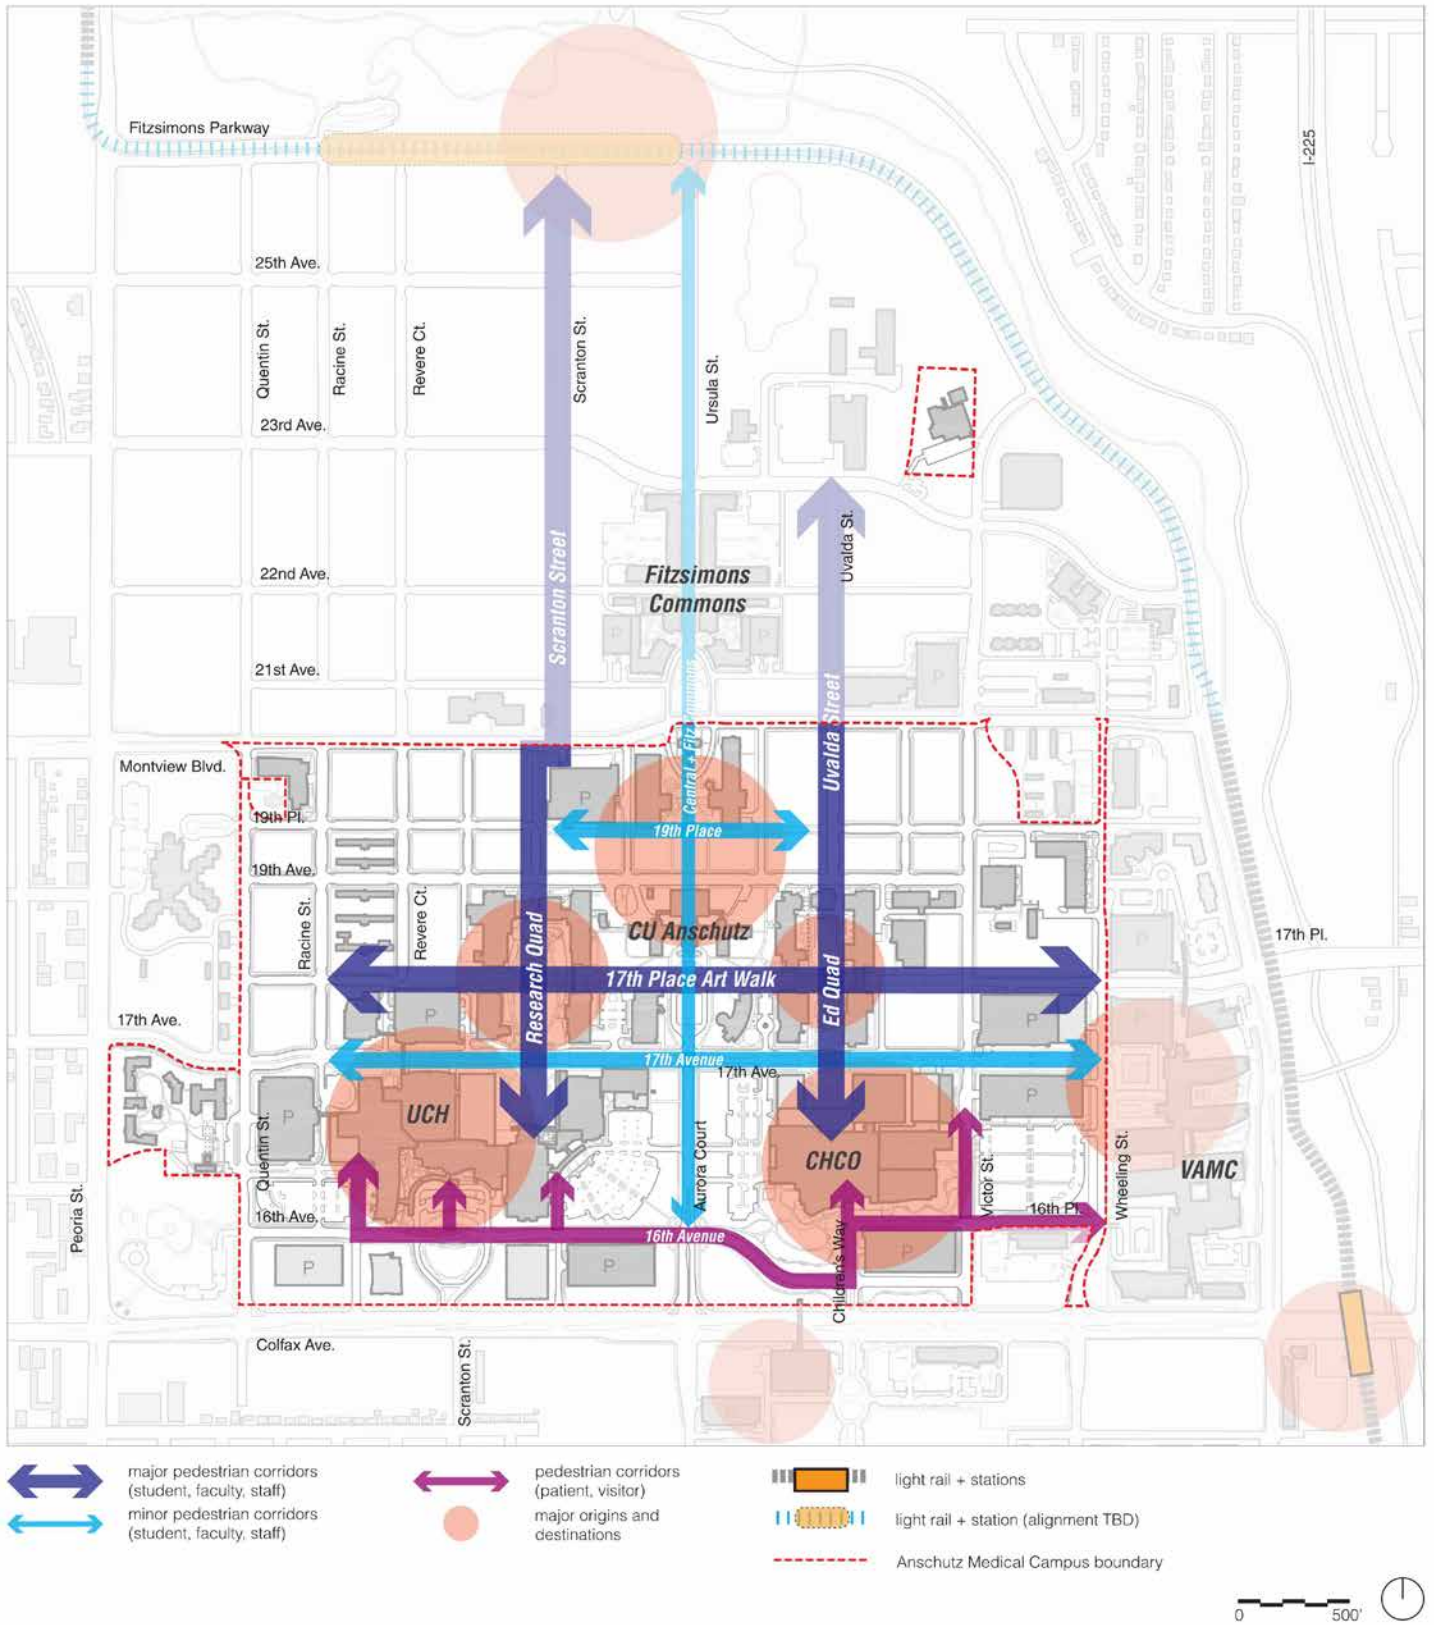 Fitzsimons Parkway
I-225
25th Ave.
Quentin St.
Racine St.
Revere Ct.
Scranton St.
Ursula St.
23rd Ave.
Scranton Street
Uvalda St.
22nd Ave.
Fitzsimons
Commons
21st Ave.
Uvalda Street
Central + Fitz Commons
P
P
P
Montview Blvd.
P
19th Pl.
19th Place
19th Ave.
Racine St.
Revere Ct.
Research Quad
CU Anschutz
17th Pl.
P
17th Place Art Walk
Ed Quad
17th Ave.
P
P
17th Avenue
17th Ave.
P
P
UCH
Quentin St.
Aurora Court
CHCO
Victor St.
Wheeling St.
VAMC
Peoria St.
16th Ave.
16th Pl.
16th Avenue
Children's Way
P
P
P
Colfax Ave.
Scranton St.
major pedestrian corridors
(student, faculty, staff)
minor pedestrian corridors
(student, faculty, staff)
pedestrian corridors
(patient, visitor)
major origins and
destinations
light rail + stations
light rail + station (alignment TBD)
Anschutz Medical Campus boundary
0
500'